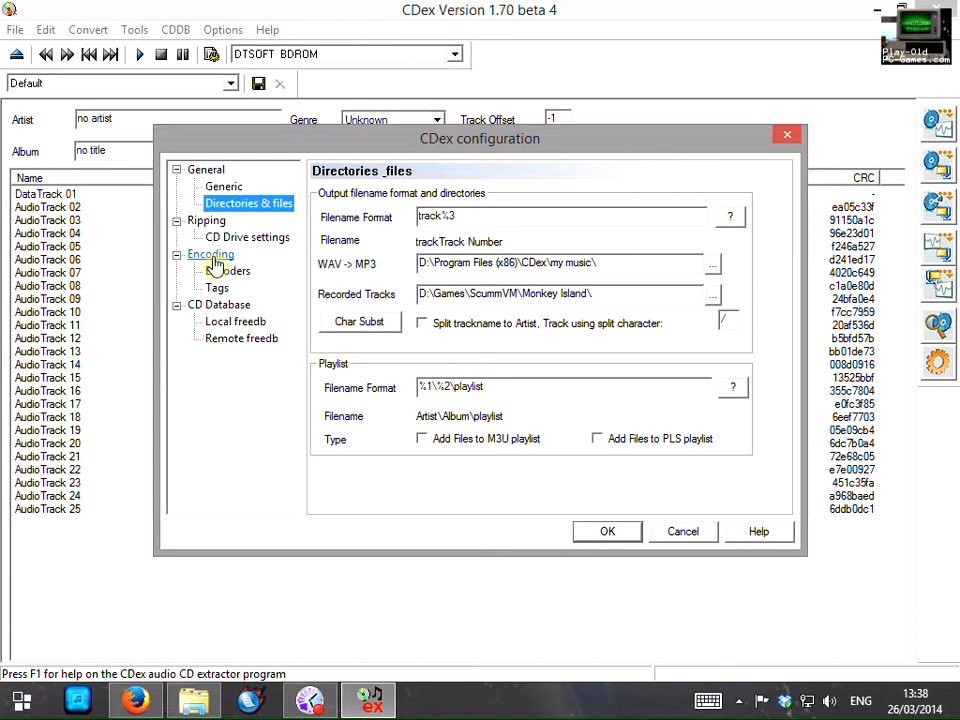 CDex Version 1.70 beta 4
File Edit Convert Tools CDDB Options Help
DTSOFT BDROM
Play-Old
PC-Games.com
Default
Artist no artist Genre Unknown Track Offset -1
Album no title
CDex configuration
Name CRC
DataTrack 01 -
AudioTrack 02 ea05c33f
AudioTrack 03 91150a1c
AudioTrack 04 96e23d01
AudioTrack 05 f246a527
AudioTrack 06 d241ed17
AudioTrack 07 4020c649
AudioTrack 08 c1a0e80d
AudioTrack 09 24bfa0e4
AudioTrack 10 f7cc7959
AudioTrack 11 20af536d
AudioTrack 12 b5bfd57b
AudioTrack 13 bb01de73
AudioTrack 14 008d0916
AudioTrack 15 13525bbf
AudioTrack 16 355c7804
AudioTrack 17 e0fc3f85
AudioTrack 18 6eef7703
AudioTrack 19 05e09cb4
AudioTrack 20 6dc7b0a4
AudioTrack 21 72e68c05
AudioTrack 22 e7e00927
AudioTrack 23 451c35fa
AudioTrack 24 a968baed
AudioTrack 25 6ddb0dc1
General
Generic
Directories & files
Ripping
CD Drive settings
Encoding
Tags
CD Database
Local freedb
Remote freedb
Directories _files
Output filename format and directories
Filename Format track%3 ?
Filename trackTrack Number
WAV -> MP3 D:\Program Files (x86)\CDex\my music\ ...
Recorded Tracks D:\Games\ScummVM\Monkey Island\ ...
Char Subst Split trackname to Artist, Track using split character: /
Playlist
Filename Format %1\%2\playlist ?
Filename Artist\Album\playlist
Type Add Files to M3U playlist Add Files to PLS playlist
OK Cancel Help
Press F1 for help on the CDex audio CD extractor program
ex
ENG
13:38
26/03/2014